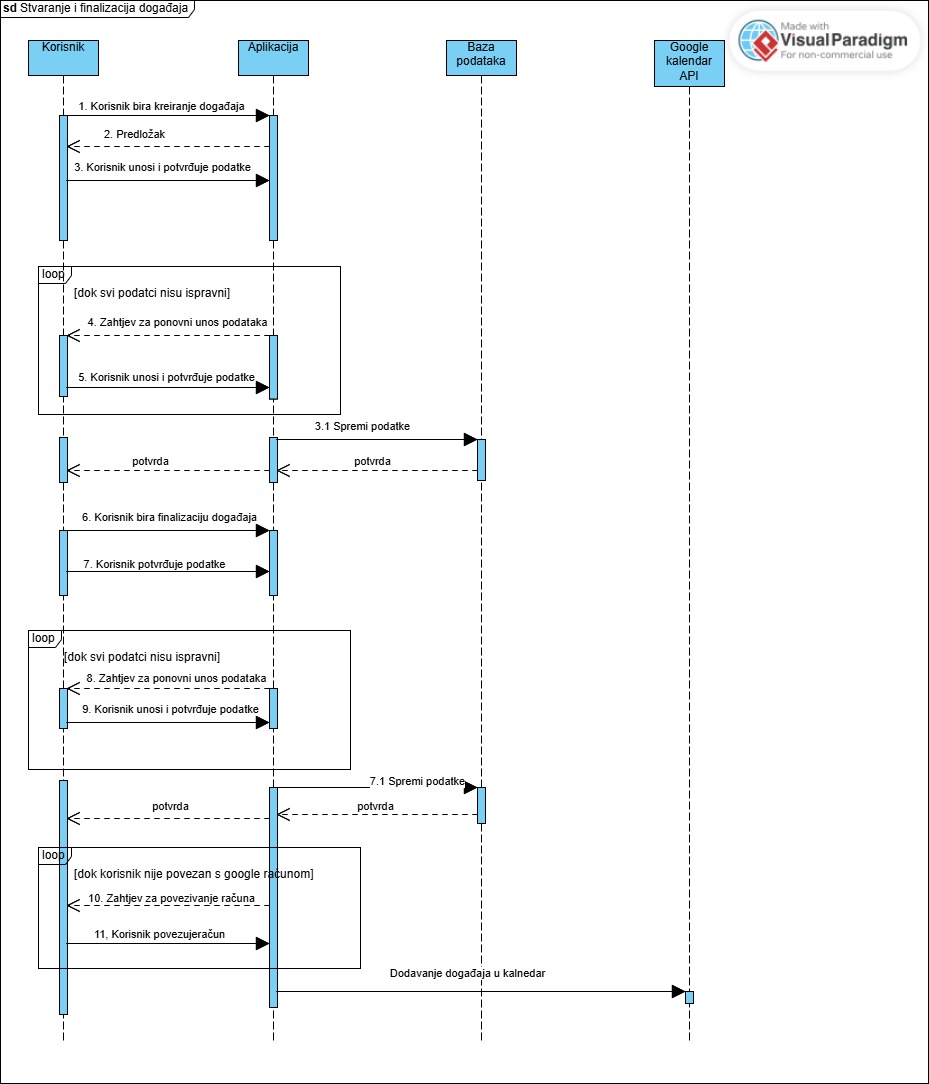 sd Stvaranje i finalizacija događaja
Made with
VisualParadigm
For non-commercial use
Korisnik
Aplikacija
Baza
podataka
Google
kalendar
API
1. Korisnik bira kreiranje događaja
2. Predložak
3. Korisnik unosi i potvrđuje podatke
loop
[dok svi podatci nisu ispravni]
4. Zahtjev za ponovni unos podataka
5. Korisnik unosi i potvrđuje podatke
3.1 Spremi podatke
potvrda
potvrda
6. Korisnik bira finalizaciju događaja
7. Korisnik potvrđuje podatke
loop
[dok svi podatci nisu ispravni]
8. Zahtjev za ponovni unos podataka
9. Korisnik unosi i potvrđuje podatke
7.1 Spremi podatke
potvrda
potvrda
loop
[dok korisnik nije povezan s google računom]
10. Zahtjev za povezivanje računa
11, Korisnik povezujeračun
Dodavanje događaja u kalnedar